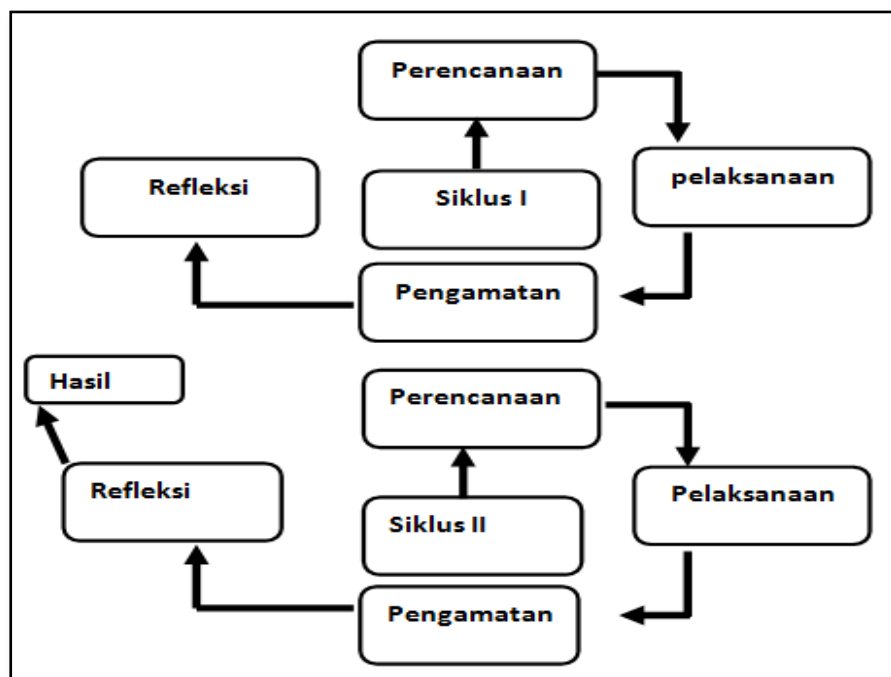 Perencanaan
Refleksi
Siklus I
pelaksanaan
Pengamatan
Hasil
Perencanaan
Refleksi
Siklus II
Pelaksanaan
Pengamatan